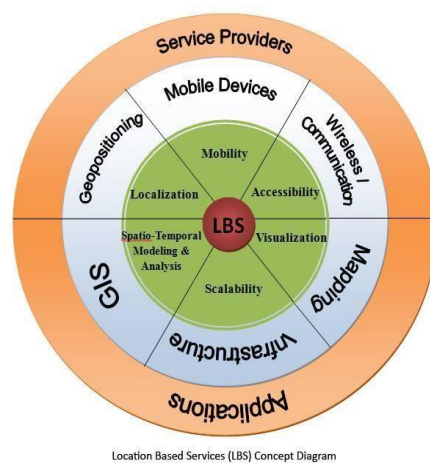 Service Providers
Mobile Devices
Geopositioning
Wireless /
Communication
Mobility
Localization
Accessibility
LBS
Spatio-Temporal
Modeling &
Analysis
Visualization
Scalability
GIS
Mapping
Infrastructure
Applications
Location Based Services (LBS) Concept Diagram